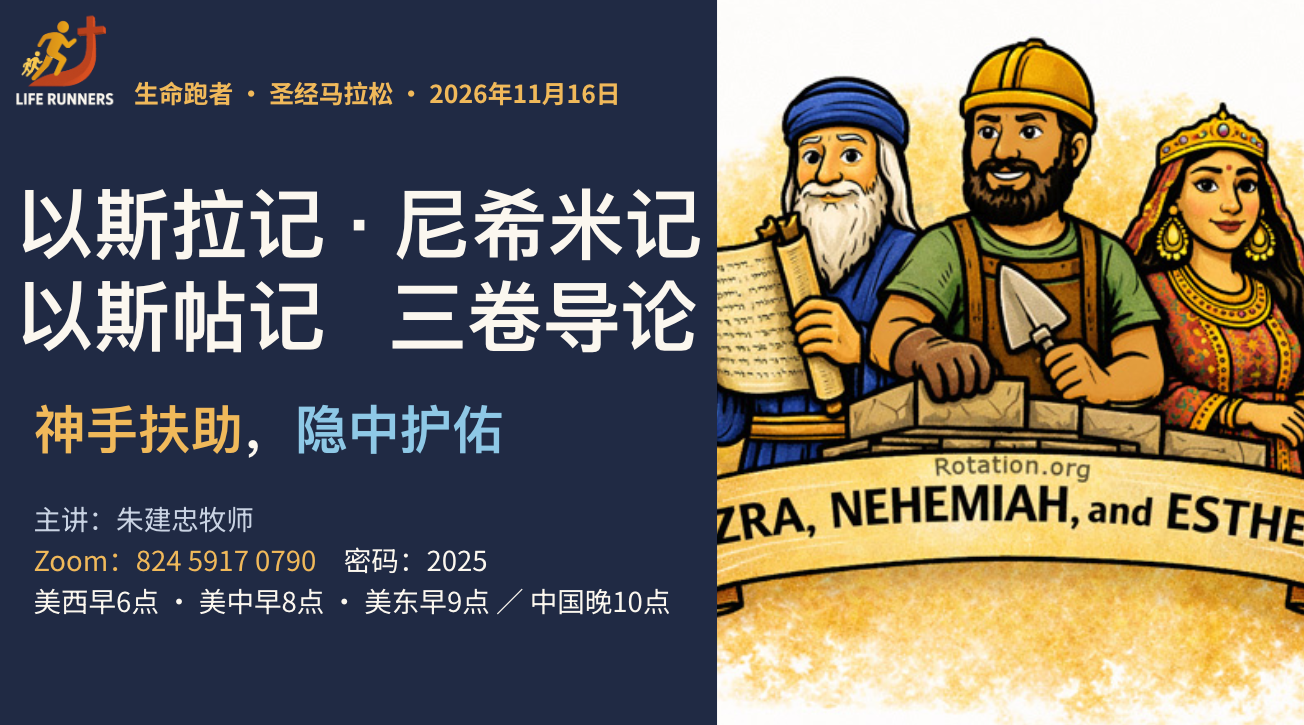 LIFE RUNNERS
生命跑者 · 圣经马拉松 · 2026年11月16日
以斯拉记 · 尼希米记
以斯帖记 三卷导论
神手扶助，隐中护佑
主讲：朱建忠牧师
Zoom：824 5917 0790 密码：2025
美西早6点 · 美中早8点 · 美东早9点 ／ 中国晚10点
Rotation.org
ZRA, NEHEMIAH, and ESTHE